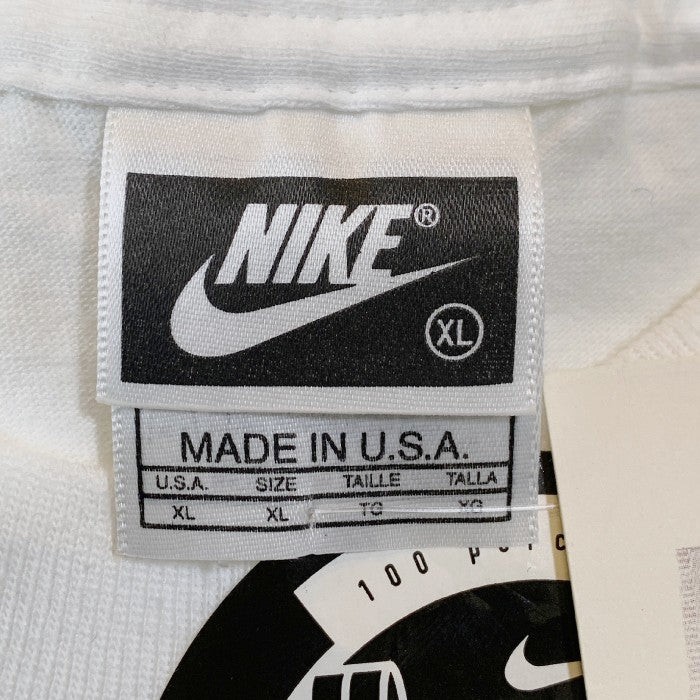 NIKE®
XL
MADE IN U.S.A.
U.S.A. SIZE TAILLE TALLA
XL XL TG XG
100